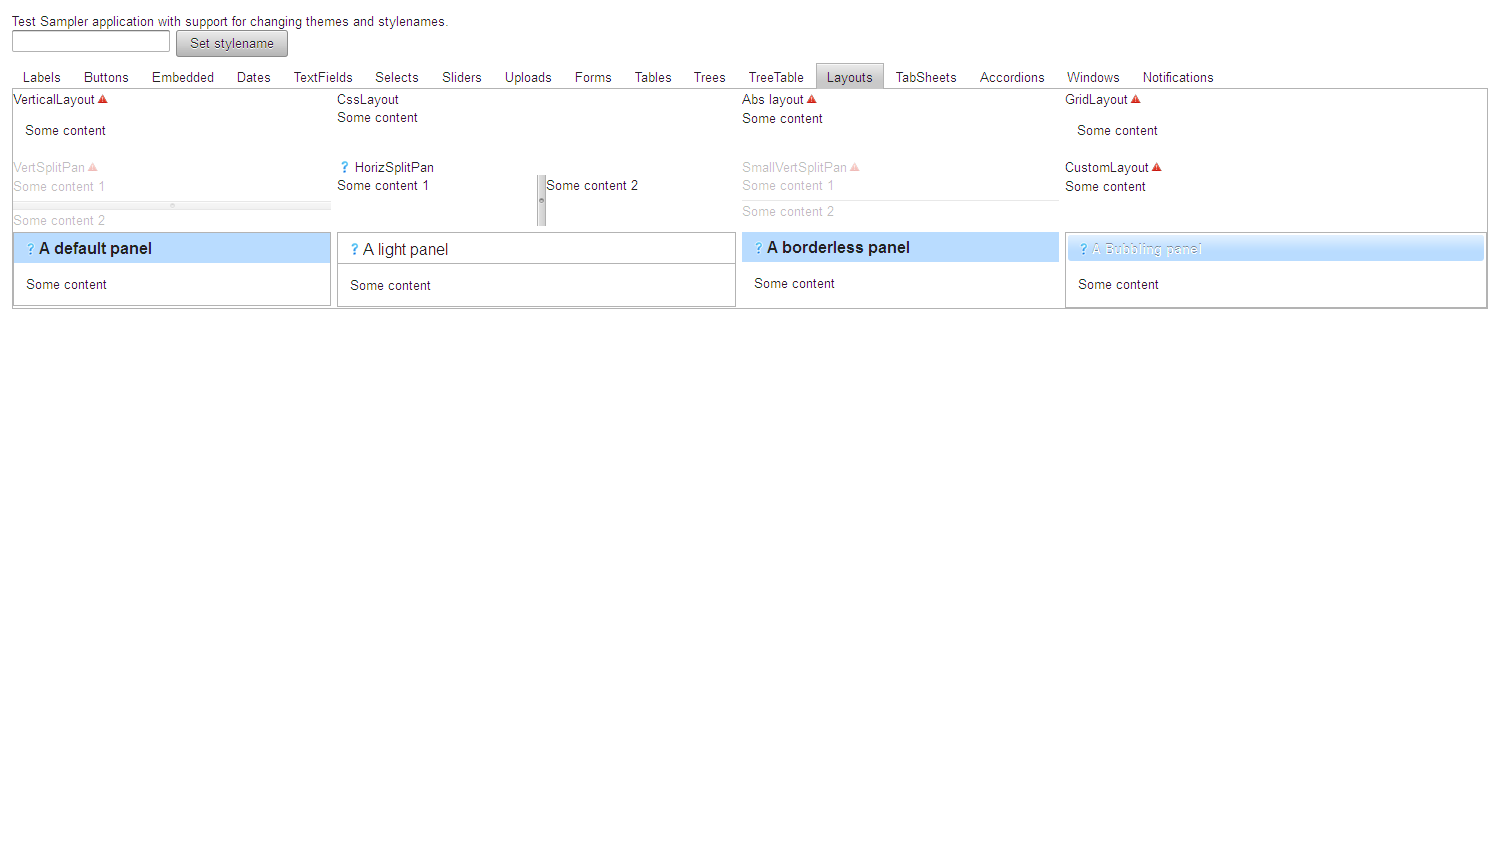 Test Sampler application with support for changing themes and stylenames.
Set stylename
Labels Buttons Embedded Dates TextFields Selects Sliders Uploads Forms Tables Trees TreeTable Layouts TabSheets Accordions Windows Notifications
VerticalLayout CssLayout Abs layout GridLayout
Some content Some content Some content Some content
VertSplitPan ? HorizSplitPan SmallVertSplitPan CustomLayout
Some content 1 Some content 1 Some content 2 Some content 1 Some content
Some content 2 Some content 2
? A default panel ? A light panel ? A borderless panel ? A Bubbling panel
Some content Some content Some content Some content